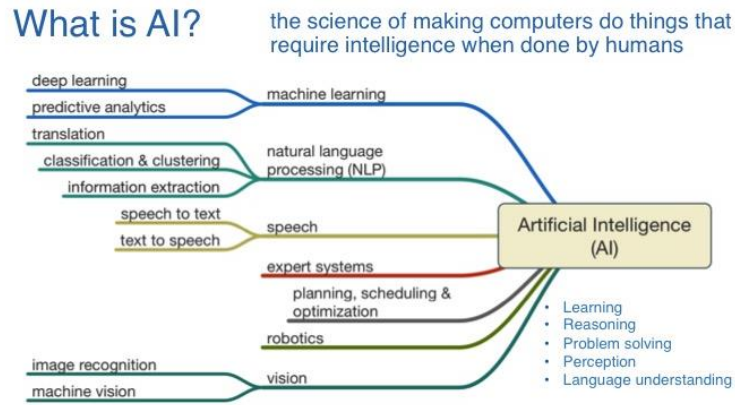 What is AI?
the science of making computers do things that
require intelligence when done by humans
deep learning
predictive analytics
machine learning
translation
classification & clustering
information extraction
natural language
processing (NLP)
speech to text
text to speech
speech
expert systems
planning, scheduling &
optimization
robotics
image recognition
machine vision
vision
Artificial Intelligence
(AI)
• Learning
• Reasoning
• Problem solving
• Perception
• Language understanding